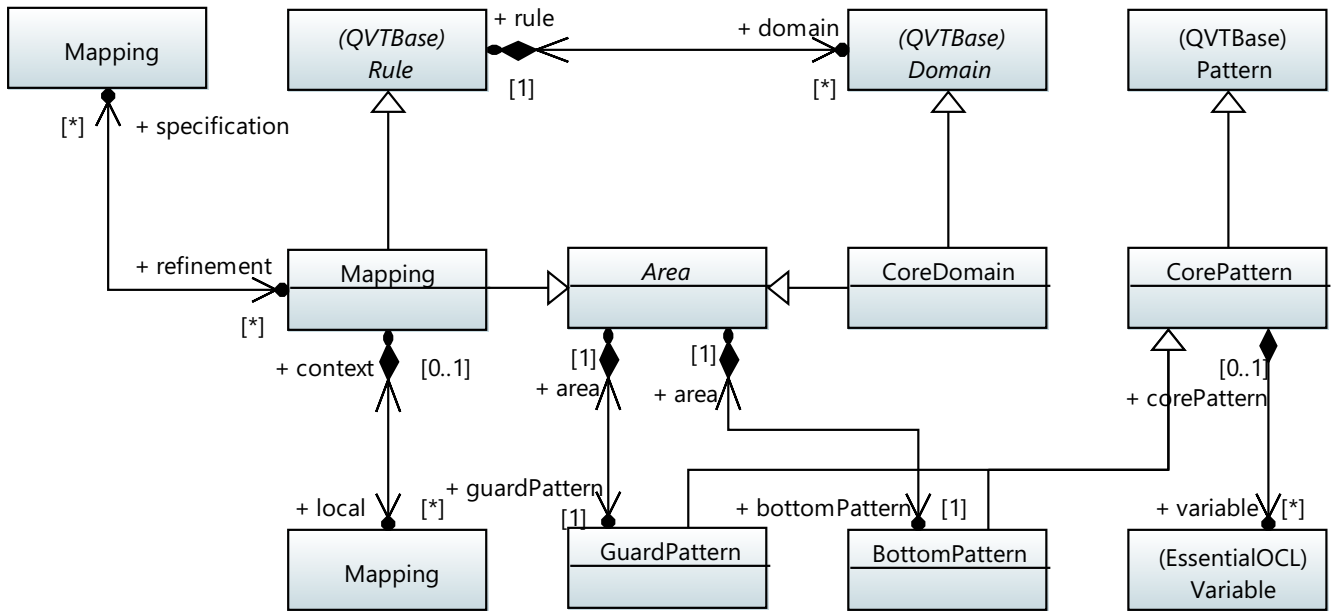 Mapping
(QVTBase)
Rule
+ rule
[1]
+ domain
[*]
(QVTBase)
Domain
(QVTBase)
Pattern
[*]
+ specification
+ refinement
[*]
Mapping
Area
CoreDomain
CorePattern
+ context
[0..1]
[1]
+ area
[1]
+ area
[0..1]
+ corePattern
+ local
[*]
+ guardPattern
[1]
+ bottomPattern
[1]
+ variable
[*]
Mapping
GuardPattern
BottomPattern
(EssentialOCL)
Variable